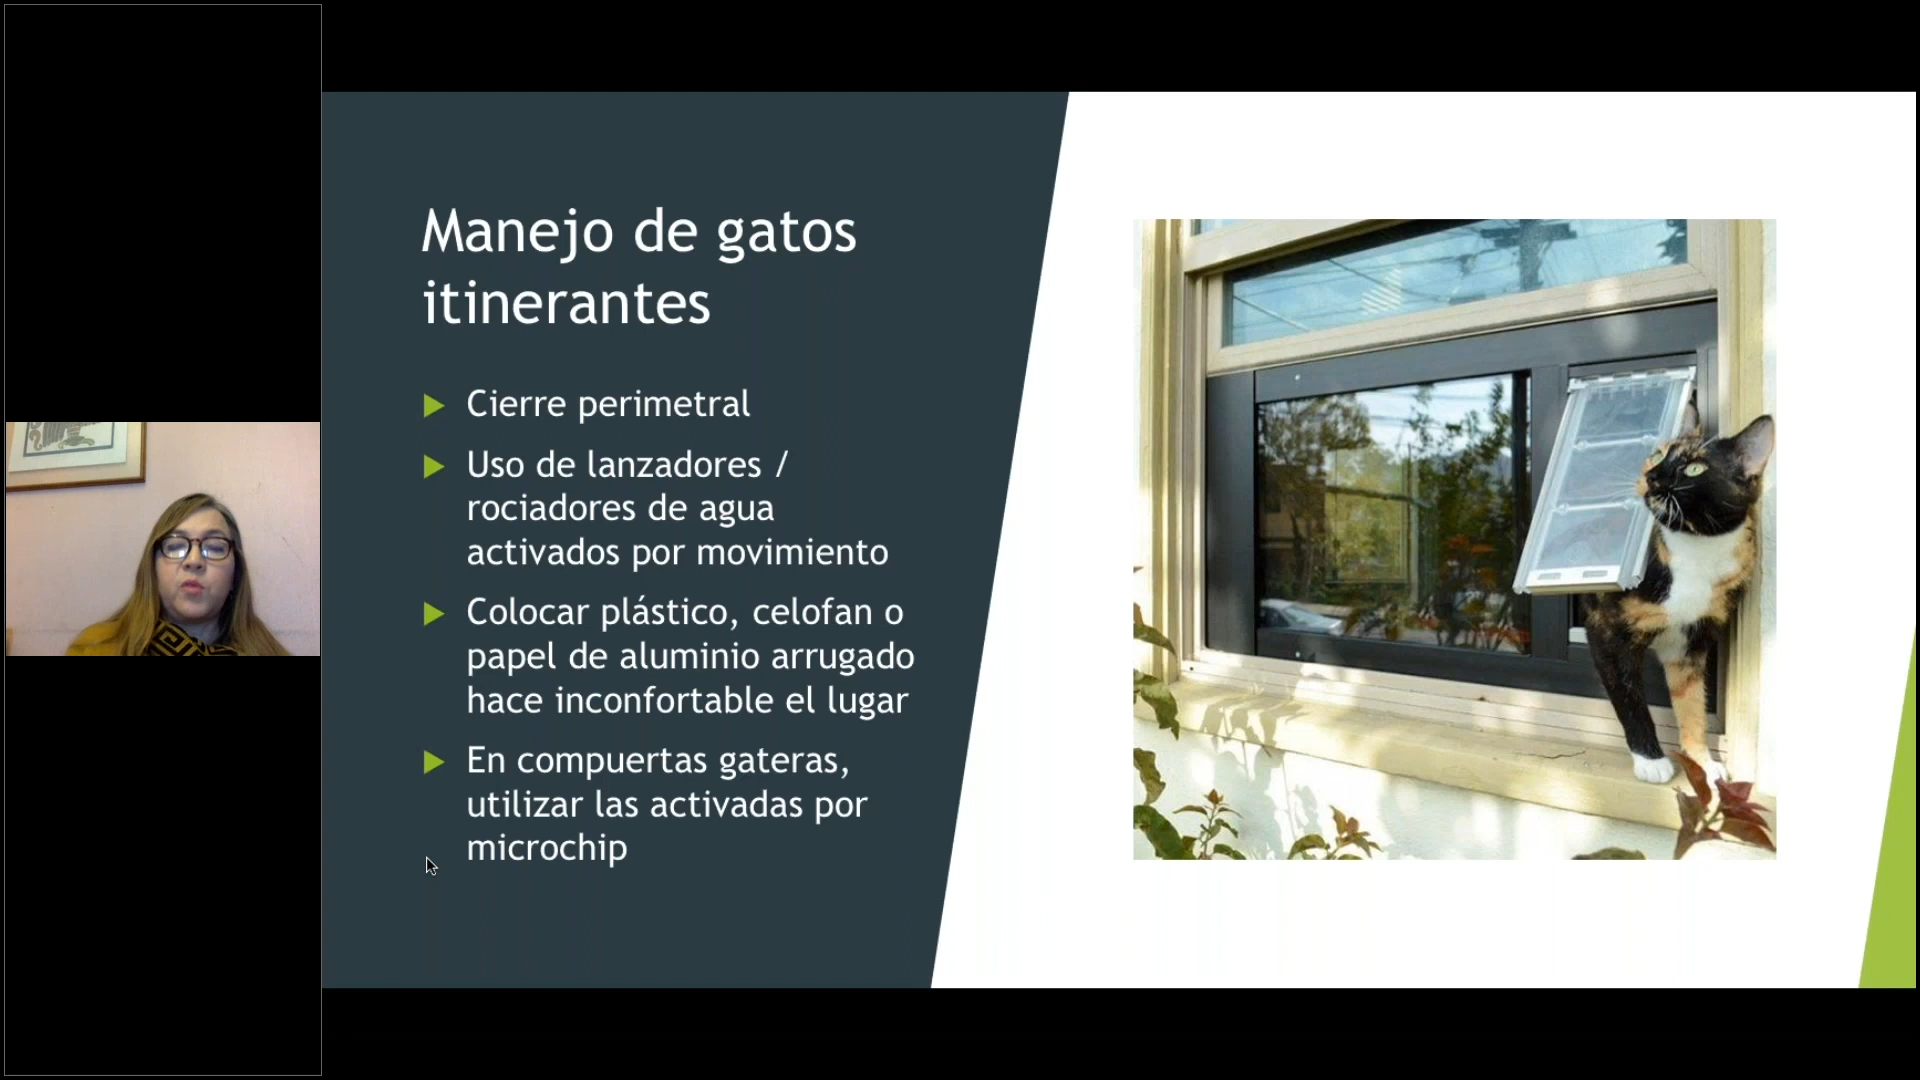 Manejo de gatos
itinerantes
Cierre perimetral
Uso de lanzadores /
rociadores de agua
activados por movimiento
Colocar plástico, celofan o
papel de aluminio arrugado
hace inconfortable el lugar
En compuertas gateras,
utilizar las activadas por
microchip